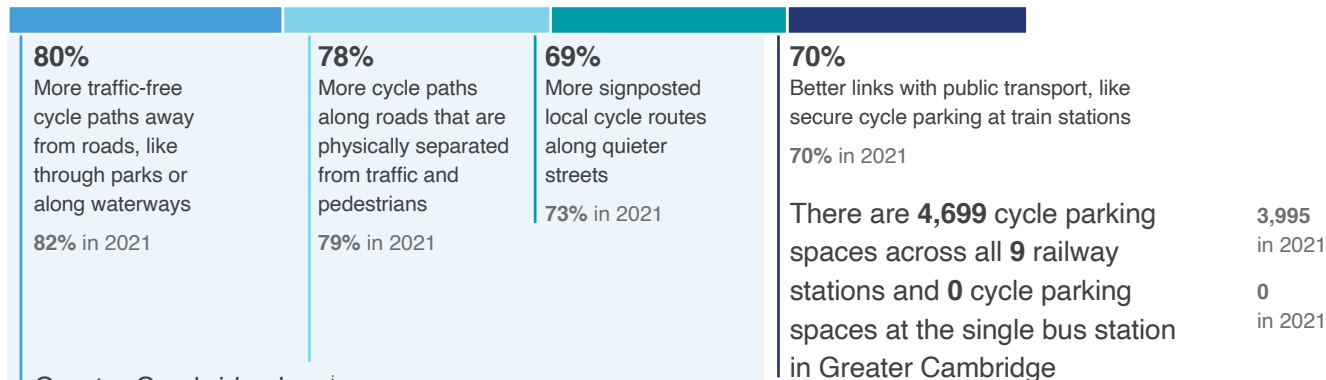 80%
More traffic-free
cycle paths away
from roads, like
through parks or
along waterways
82% in 2021
78%
More cycle paths
along roads that are
physically separated
from traffic and
pedestrians
79% in 2021
69%
More signposted
local cycle routes
along quieter
streets
73% in 2021
70%
Better links with public transport, like
secure cycle parking at train stations
70% in 2021
There are 4,699 cycle parking
spaces across all 9 railway
stations and 0 cycle parking
spaces at the single bus station
in Greater Cambridge
3,995
in 2021
0
in 2021